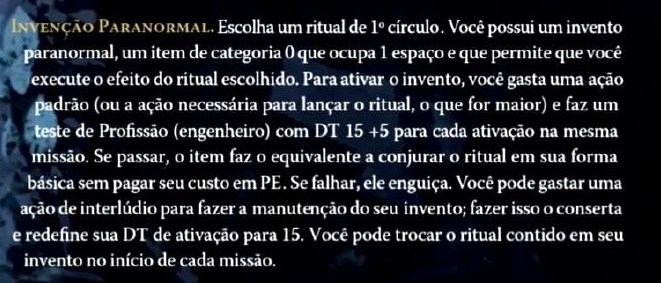 Invenção Paranormal. Escolha um ritual de 1º círculo. Você possui um invento
paranormal, um item de categoria 0 que ocupa 1 espaço e que permite que você
execute o efeito do ritual escolhido. Para ativar o invento, você gasta uma ação
padrão (ou a ação necessária para lançar o ritual, o que for maior) e faz um
teste de Profissão (engenheiro) com DT 15 +5 para cada ativação na mesma
missão. Se passar, o item faz o equivalente a conjurar o ritual em sua forma
básica sem pagar seu custo em PE. Se falhar, ele enguiça. Você pode gastar uma
ação de interlúdio para fazer a manutenção do seu invento; fazer isso o conserta
e redefine sua DT de ativação para 15. Você pode trocar o ritual contido em seu
invento no início de cada missão.